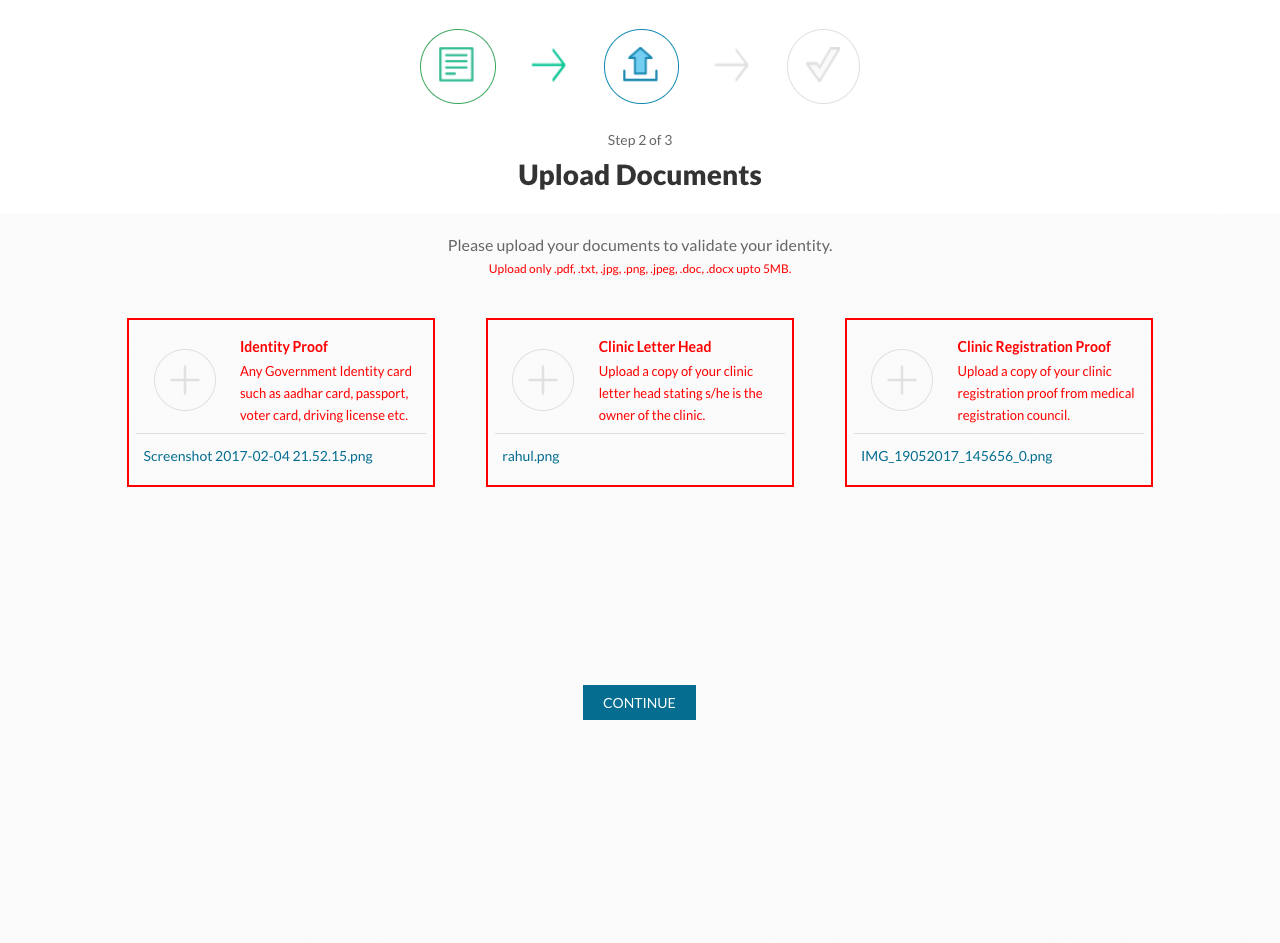 Step 2 of 3
Upload Documents
Please upload your documents to validate your identity.
Upload only .pdf, .txt, .jpg, .png, .jpeg, .doc, .docx upto 5MB.
Identity Proof
Any Government Identity card
such as aadhar card, passport,
voter card, driving license etc.
Screenshot 2017-02-04 21.52.15.png
Clinic Letter Head
Upload a copy of your clinic
letter head stating s/he is the
owner of the clinic.
rahul.png
Clinic Registration Proof
Upload a copy of your clinic
registration proof from medical
registration council.
IMG_19052017_145656_0.png
CONTINUE